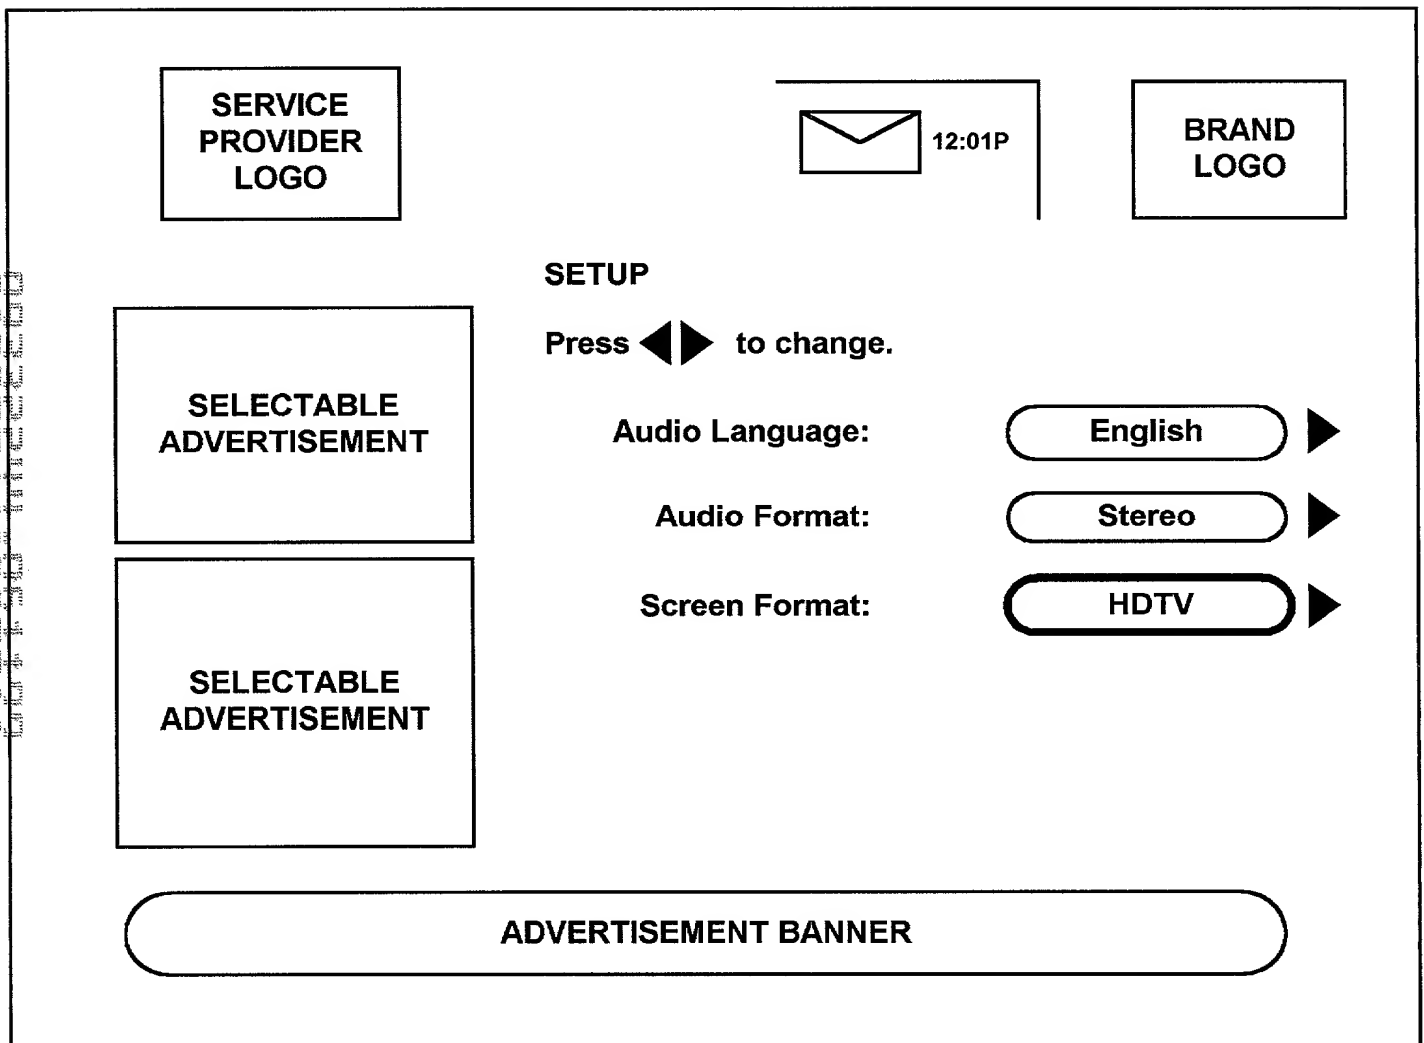 SERVICE
PROVIDER
LOGO
12:01P
BRAND
LOGO
SETUP
Press to change.
SELECTABLE
ADVERTISEMENT
Audio Language: English
Audio Format: Stereo
Screen Format: HDTV
SELECTABLE
ADVERTISEMENT
ADVERTISEMENT BANNER